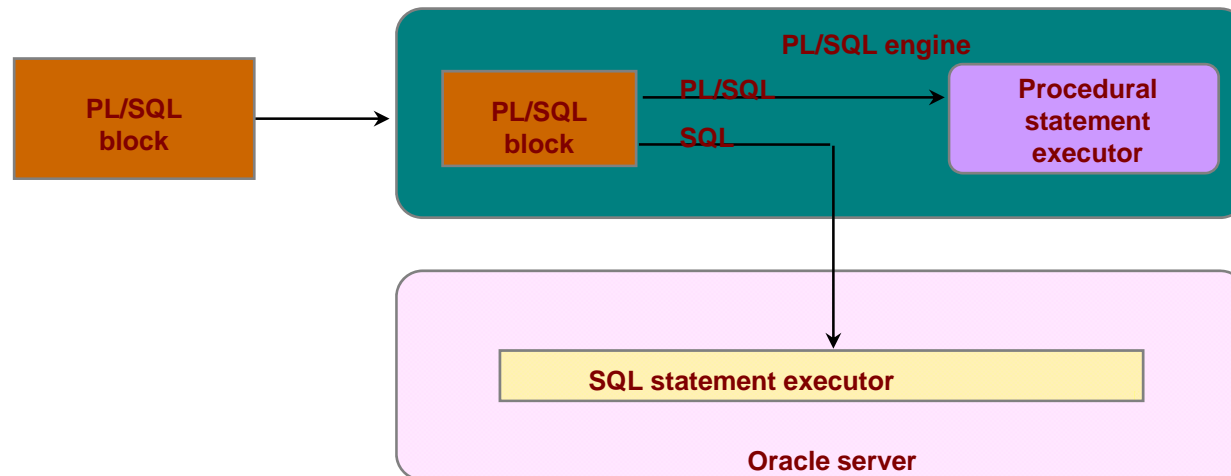 PL/SQL engine
PL/SQL
block
PL/SQL
block
PL/SQL
SQL
Procedural
statement
executor
SQL statement executor
Oracle server